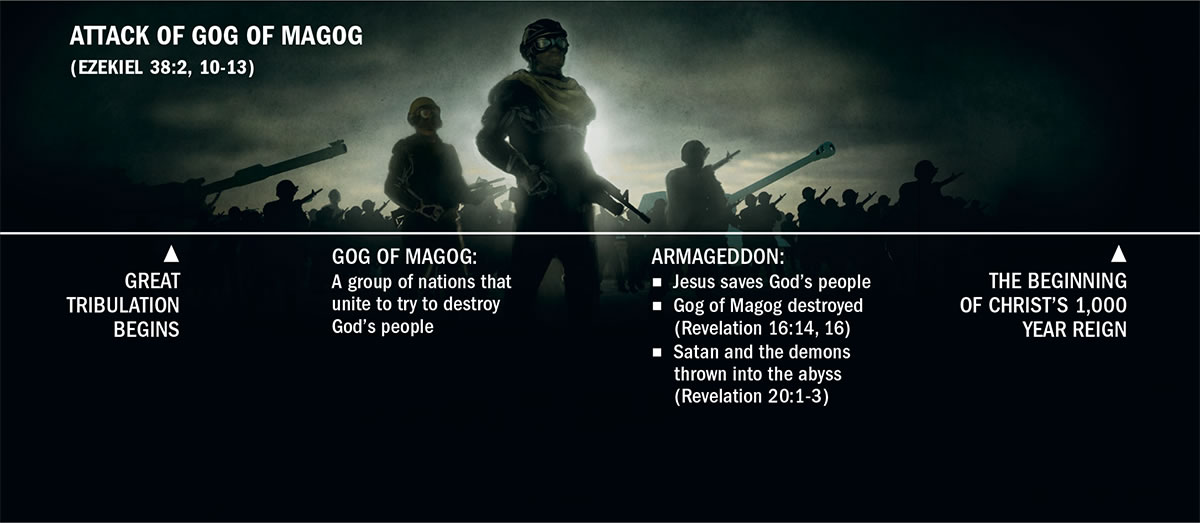 ATTACK OF GOG OF MAGOG
(EZEKIEL 38:2, 10-13)
GREAT
TRIBULATION
BEGINS
GOG OF MAGOG:
A group of nations that
unite to try to destroy
God’s people
ARMAGEDDON:
■ Jesus saves God’s people
■ Gog of Magog destroyed
(Revelation 16:14, 16)
■ Satan and the demons
thrown into the abyss
(Revelation 20:1-3)
THE BEGINNING
OF CHRIST’S 1,000
YEAR REIGN